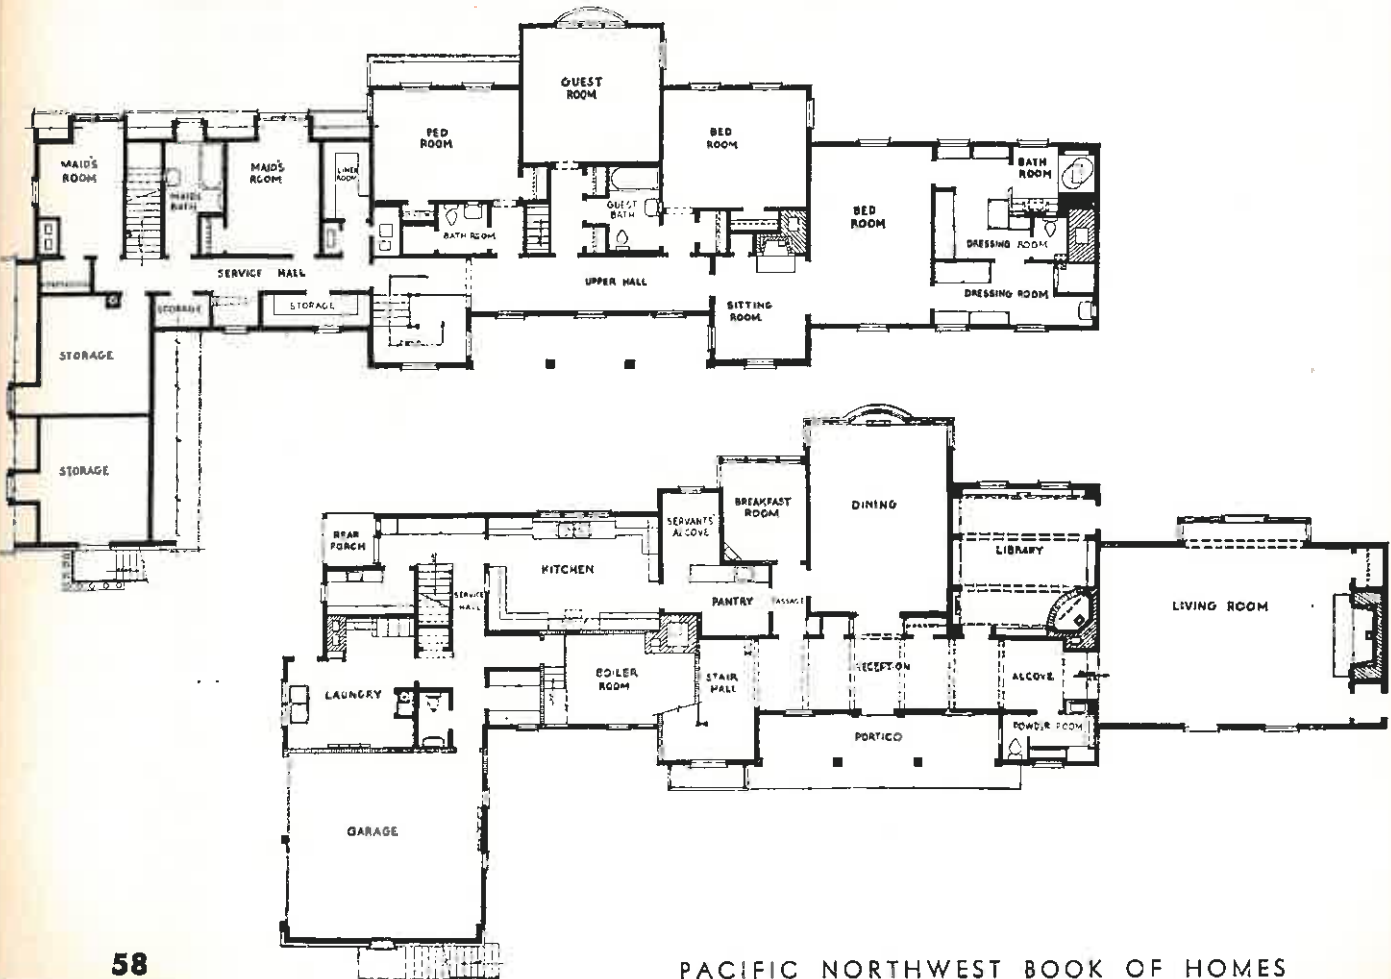 GUEST
ROOM
PED
ROOM
BED
ROOM
MAID'S
ROOM
MAID'S
BATH
MAID'S
ROOM
LINEN
ROOM
BATH ROOM
GUEST
BATH
BED
ROOM
BATH
ROOM
DRESSING ROOM
DRESSING ROOM
SERVICE HALL
UPPER HALL
STORAGE
STORAGE
SITTING
ROOM
STORAGE
STORAGE
DINING
BREAKFAST
ROOM
SERVANTS'
ALCOVE
REAR
PORCH
KITCHEN
LIBRARY
SERVICE
HALL
PANTRY
PASSAGE
LIVING ROOM
RECEPTION
BOILER
ROOM
STAIR
HALL
ALCOVE
LAUNDRY
POWDER ROOM
PORTICO
GARAGE
58
PACIFIC NORTHWEST BOOK OF HOMES